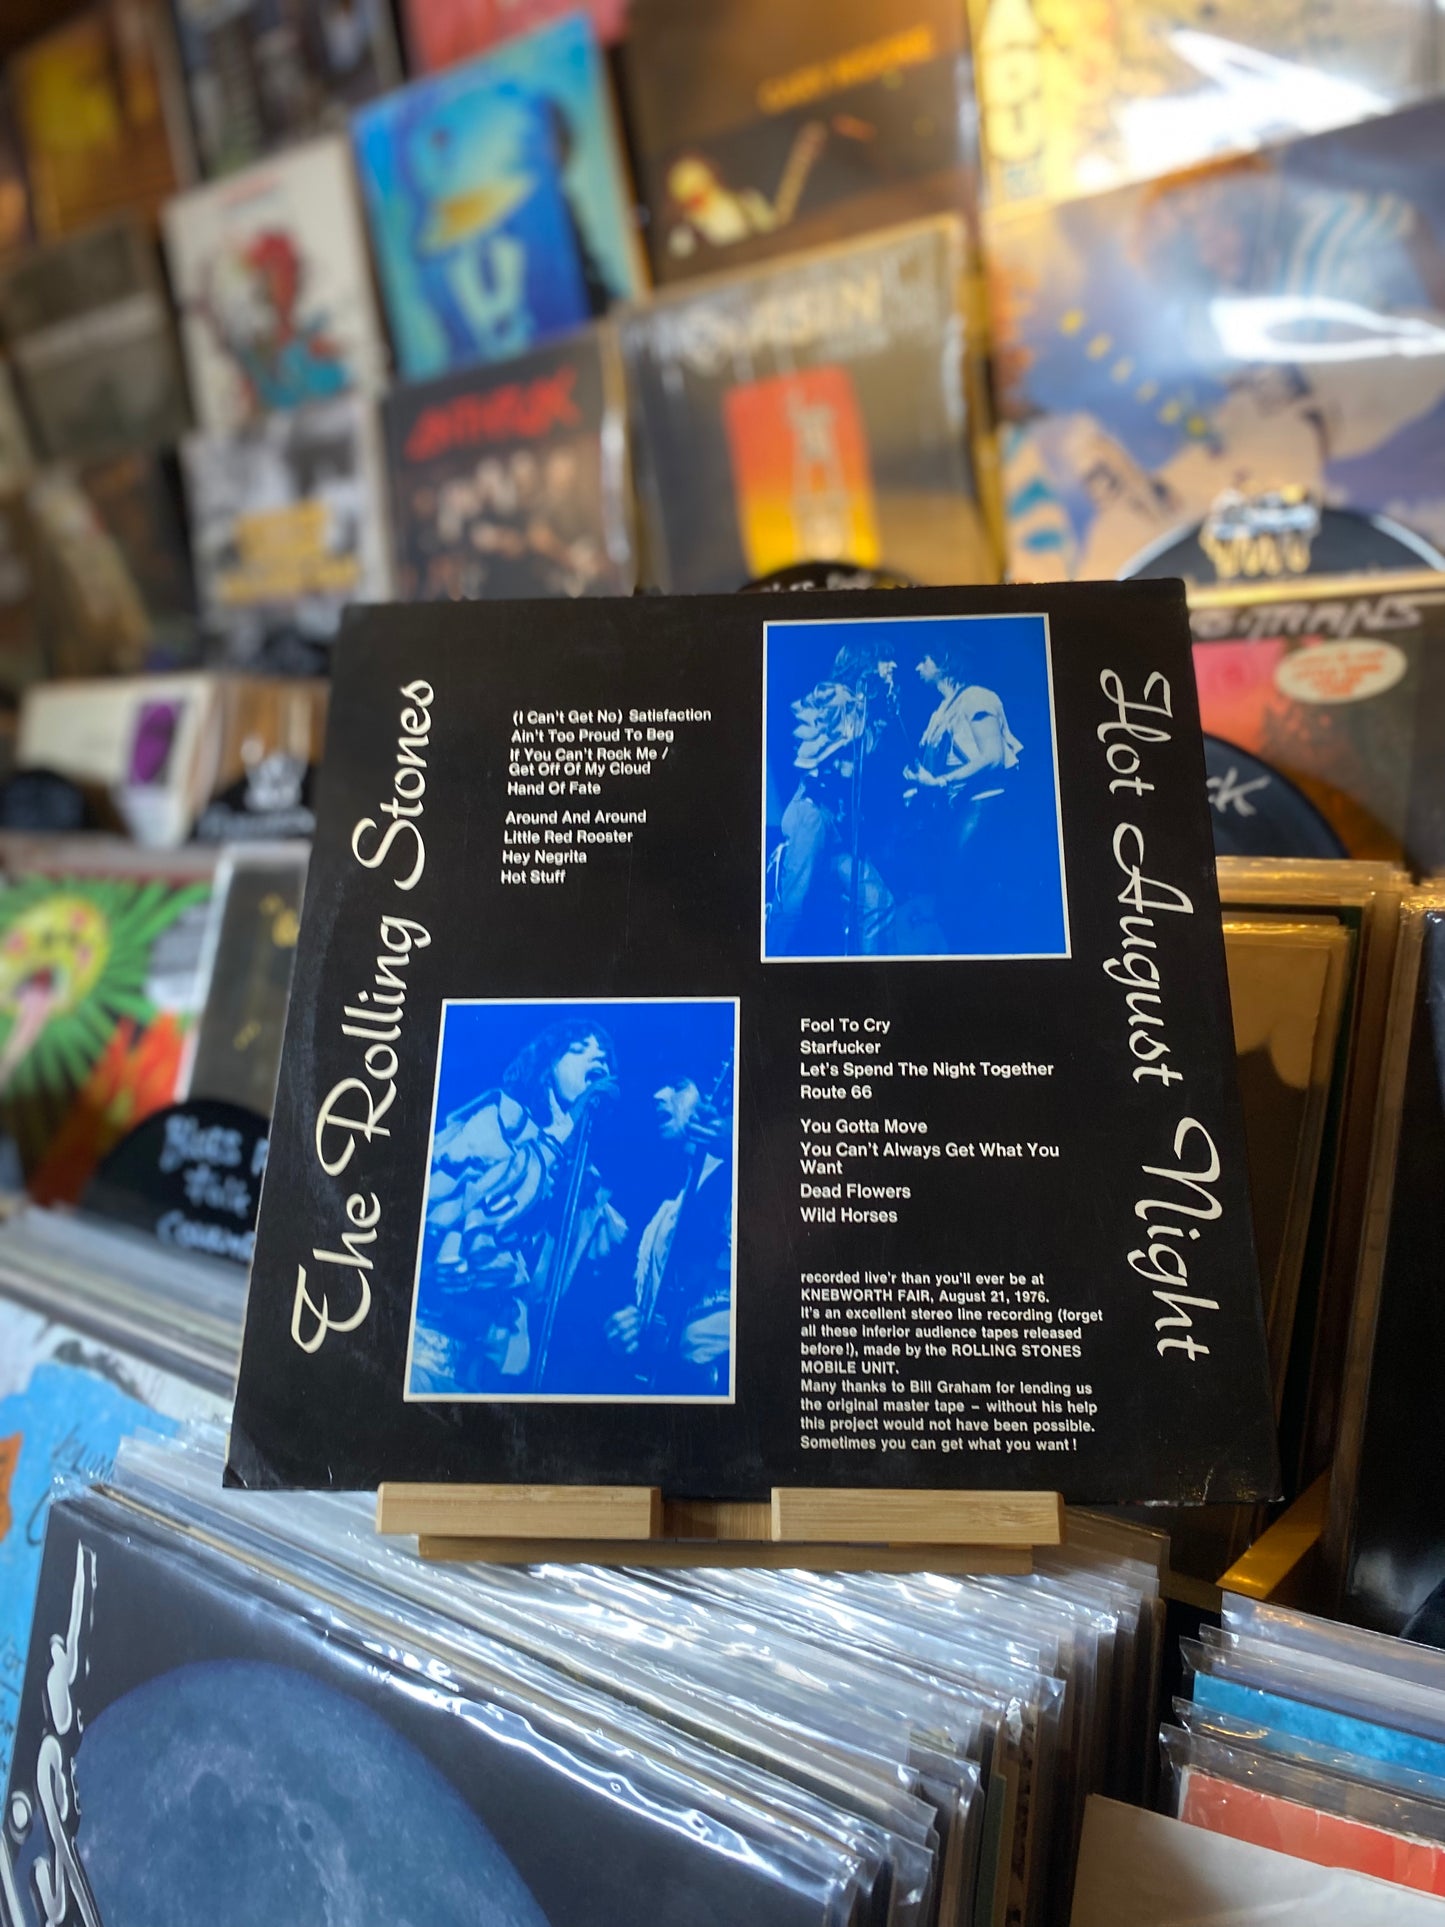 The Rolling Stones
Hot August Night
(I Can't Get No) Satisfaction
Ain't Too Proud To Beg
If You Can't Rock Me /
Get Off Of My Cloud
Hand Of Fate
Around And Around
Little Red Rooster
Hey Negrita
Hot Stuff
Fool To Cry
Starfucker
Let's Spend The Night Together
Route 66
You Gotta Move
You Can't Always Get What You
Want
Dead Flowers
Wild Horses
recorded live'r than you'll ever be at
KNEBWORTH FAIR, August 21, 1976.
It's an excellent stereo line recording (forget
all these inferior audience tapes released
before!), made by the ROLLING STONES
MOBILE UNIT.
Many thanks to Bill Graham for lending us
the original master tape – without his help
this project would not have been possible.
Sometimes you can get what you want!
ANTHRAX
Blues
Folk